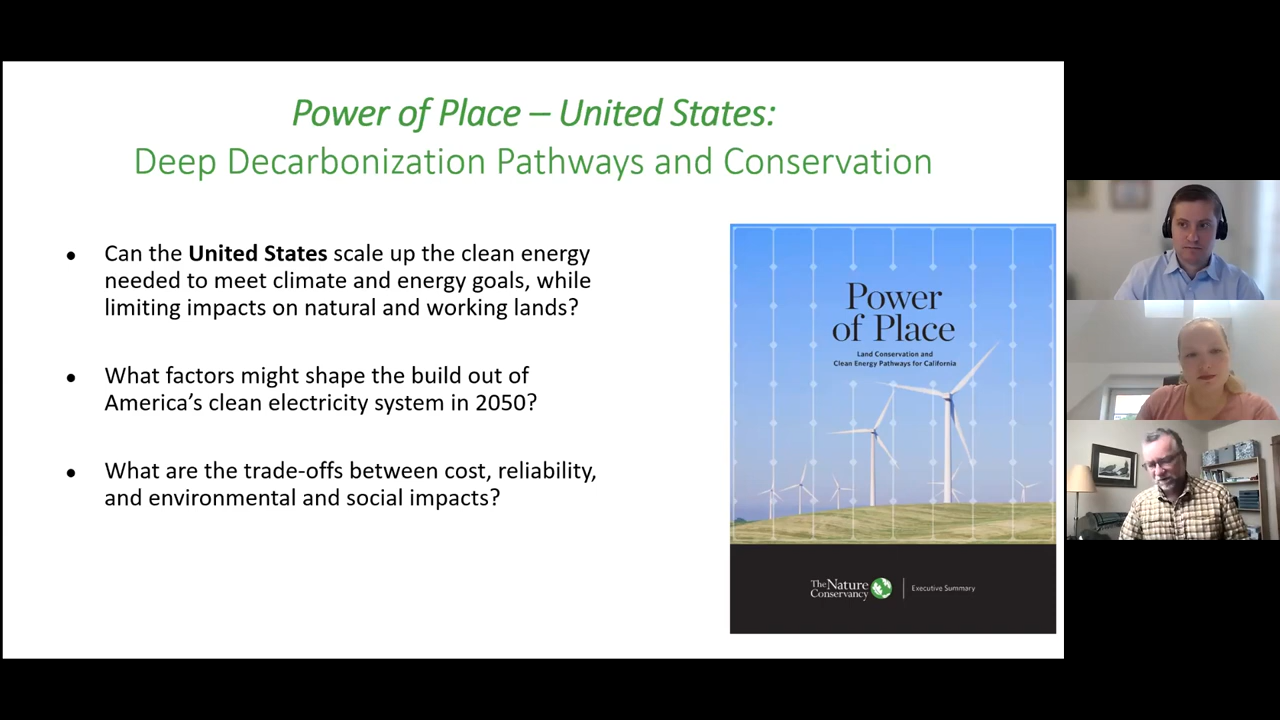 Power of Place – United States:
Deep Decarbonization Pathways and Conservation
● Can the United States scale up the clean energy
needed to meet climate and energy goals, while
limiting impacts on natural and working lands?
● What factors might shape the build out of
America’s clean electricity system in 2050?
● What are the trade-offs between cost, reliability,
and environmental and social impacts?
Power
of Place
Land Conservation and
Clean Energy Pathways for California
The Nature
Conservancy
Executive Summary